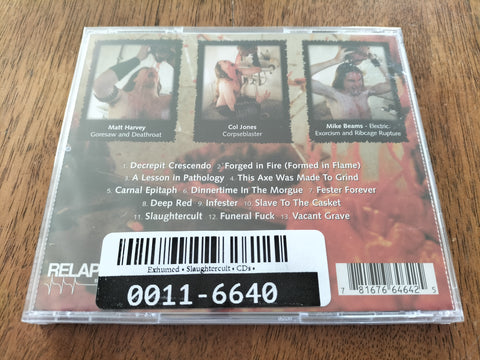 Matt Harvey
Goresaw and Deathroat
Col Jones
Corpseblaster
Mike Beams - Electric
Exorcism and Ribcage Rupture
1. Decrepit Crescendo 2. Forged in Fire (Formed in Flame)
3. A Lesson in Pathology 4. This Axe Was Made To Grind
5. Carnal Epitaph 6. Dinnertime In The Morgue 7. Fester Forever
8. Deep Red 9. Infester 10. Slave To The Casket
11. Slaughtercult 12. Funeral Fuck 13. Vacant Grave
RELAP
Exhumed • Slaughtercult • CDs •
0011-6640
7 81676 64642 5